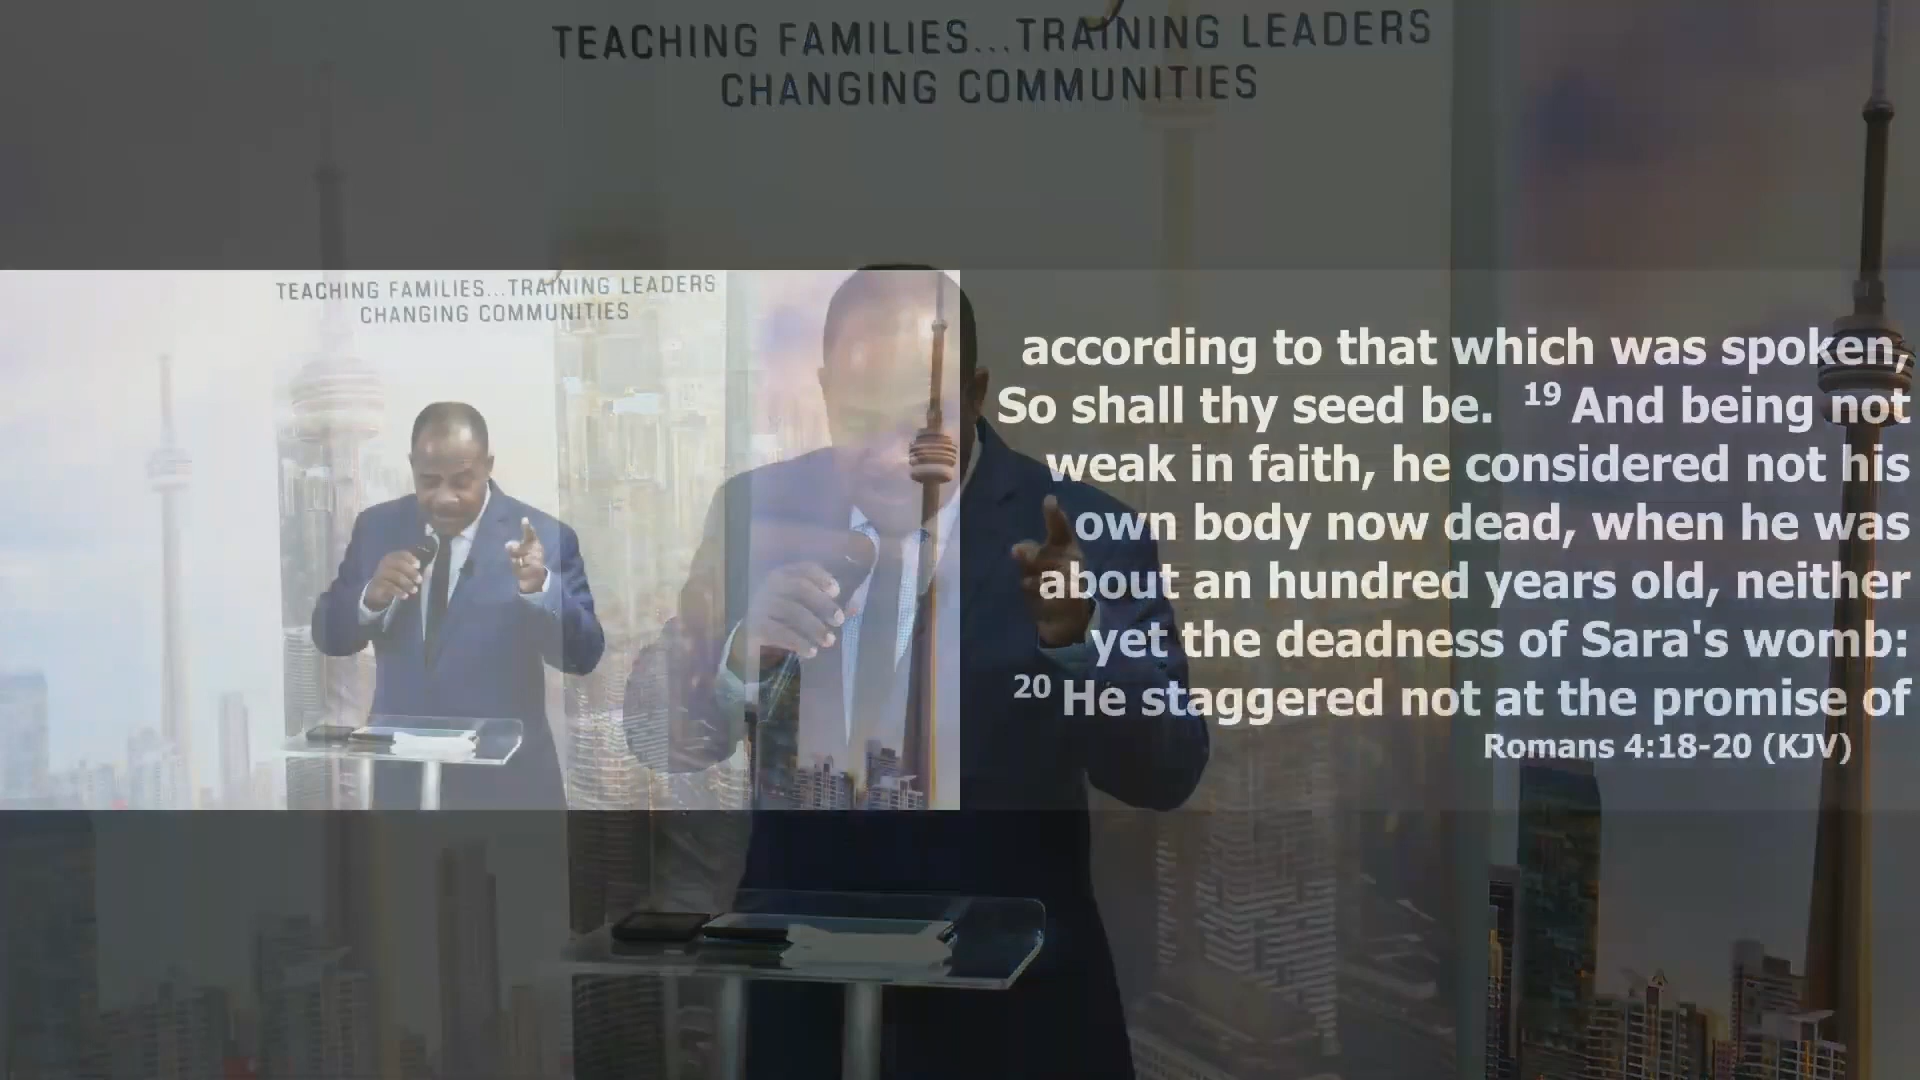 TEACHING FAMILIES...TRAINING LEADERS
CHANGING COMMUNITIES
TEACHING FAMILIES...TRAINING LEADERS
CHANGING COMMUNITIES
according to that which was spoken,
So shall thy seed be. 19 And being not
weak in faith, he considered not his
own body now dead, when he was
about an hundred years old, neither
yet the deadness of Sara's womb:
20 He staggered not at the promise of
Romans 4:18-20 (KJV)